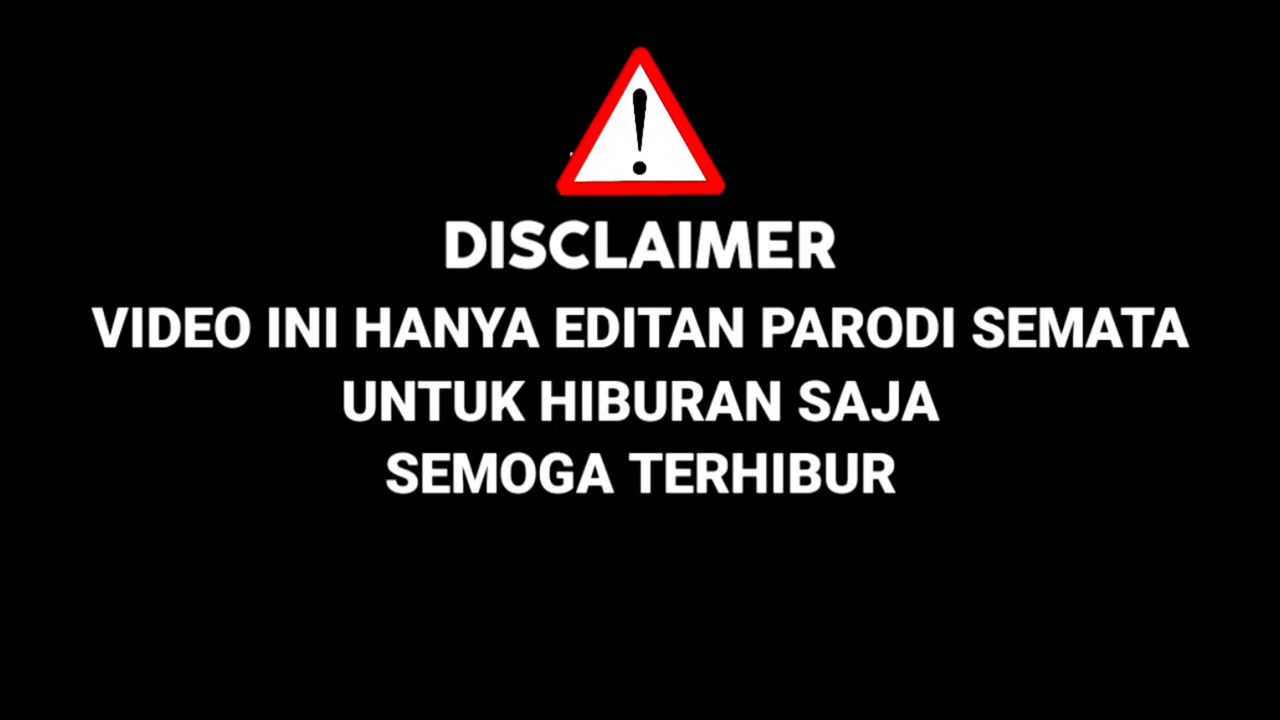 DISCLAIMER
VIDEO INI HANYA EDITAN PARODI SEMATA
UNTUK HIBURAN SAJA
SEMOGA TERHIBUR